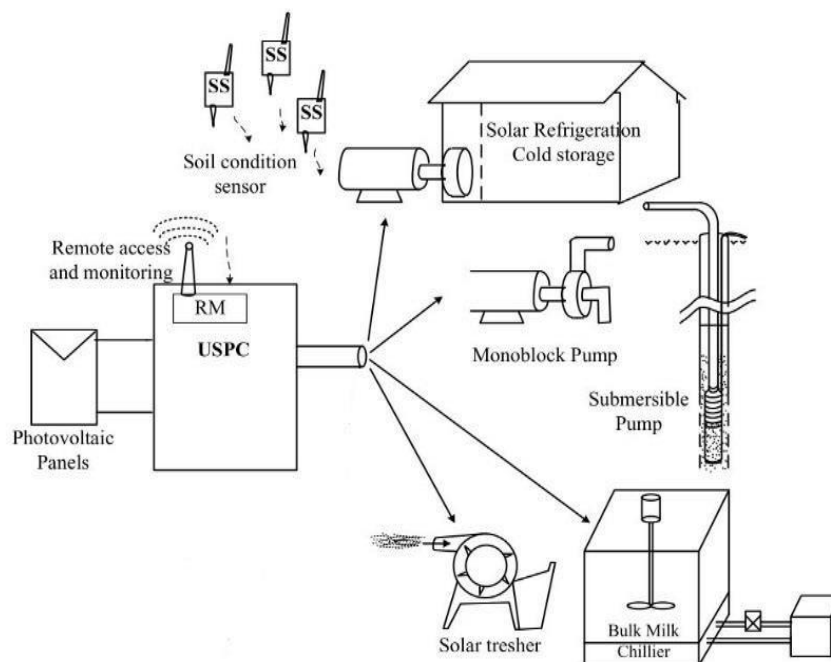 SS
SS
SS
Soil condition
sensor
Solar Refrigeration
Cold storage
Remote access
and monitoring
RM
USPC
Photovoltaic
Panels
Monoblock Pump
Submersible
Pump
Solar tresher
Bulk Milk
Chillier